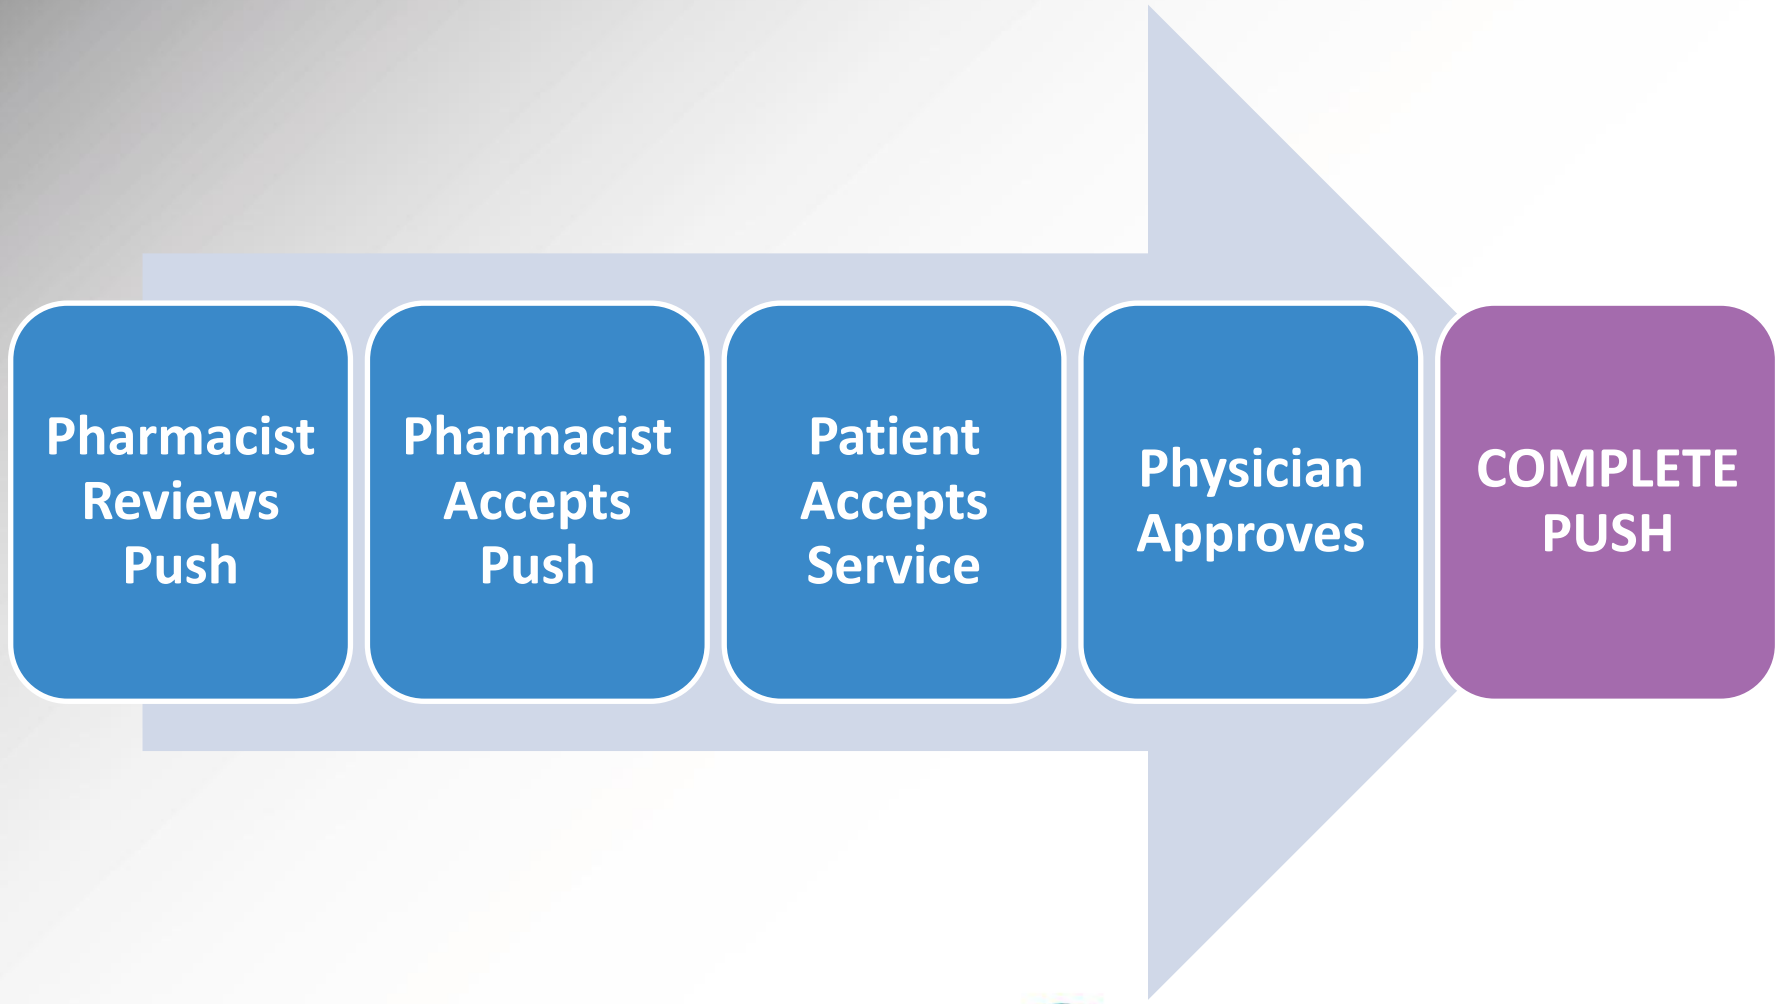 Pharmacist
Reviews
Push
Pharmacist
Accepts
Push
Patient
Accepts
Service
Physician
Approves
COMPLETE
PUSH